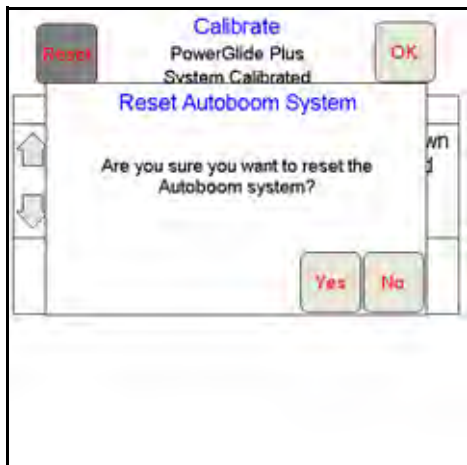 Calibrate
Reset
PowerGlide Plus
OK
System Calibrated
Reset Autoboom System
Are you sure you want to reset the
Autoboom system?
Yes
No